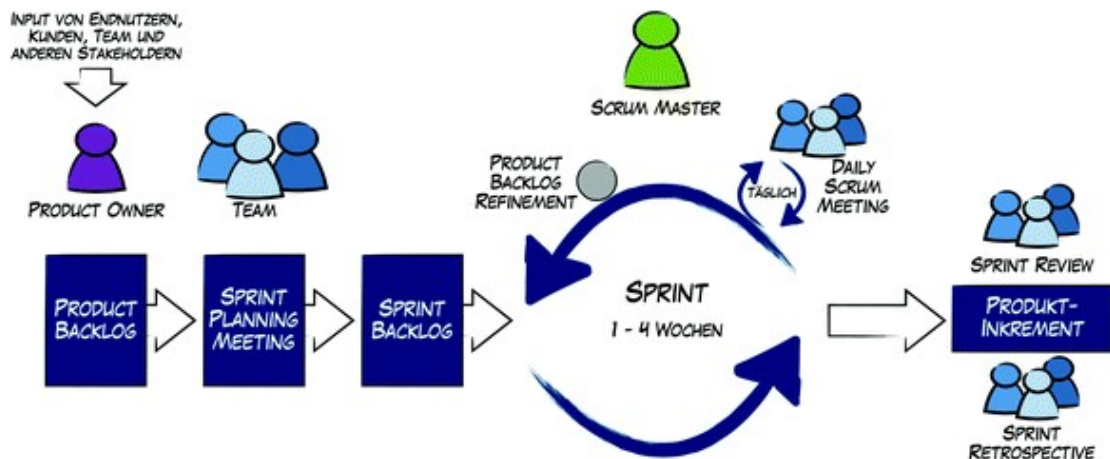 Input von Endnutzern,
Kunden, Team und
anderen Stakeholdern
Product Owner
Team
Scrum Master
Product
Backlog
Refinement
täglich
Daily
Scrum
Meeting
Product
Backlog
Sprint
Planning
Meeting
Sprint
Backlog
Sprint
1 - 4 Wochen
Sprint Review
Produkt-
Inkrement
Sprint
Retrospective